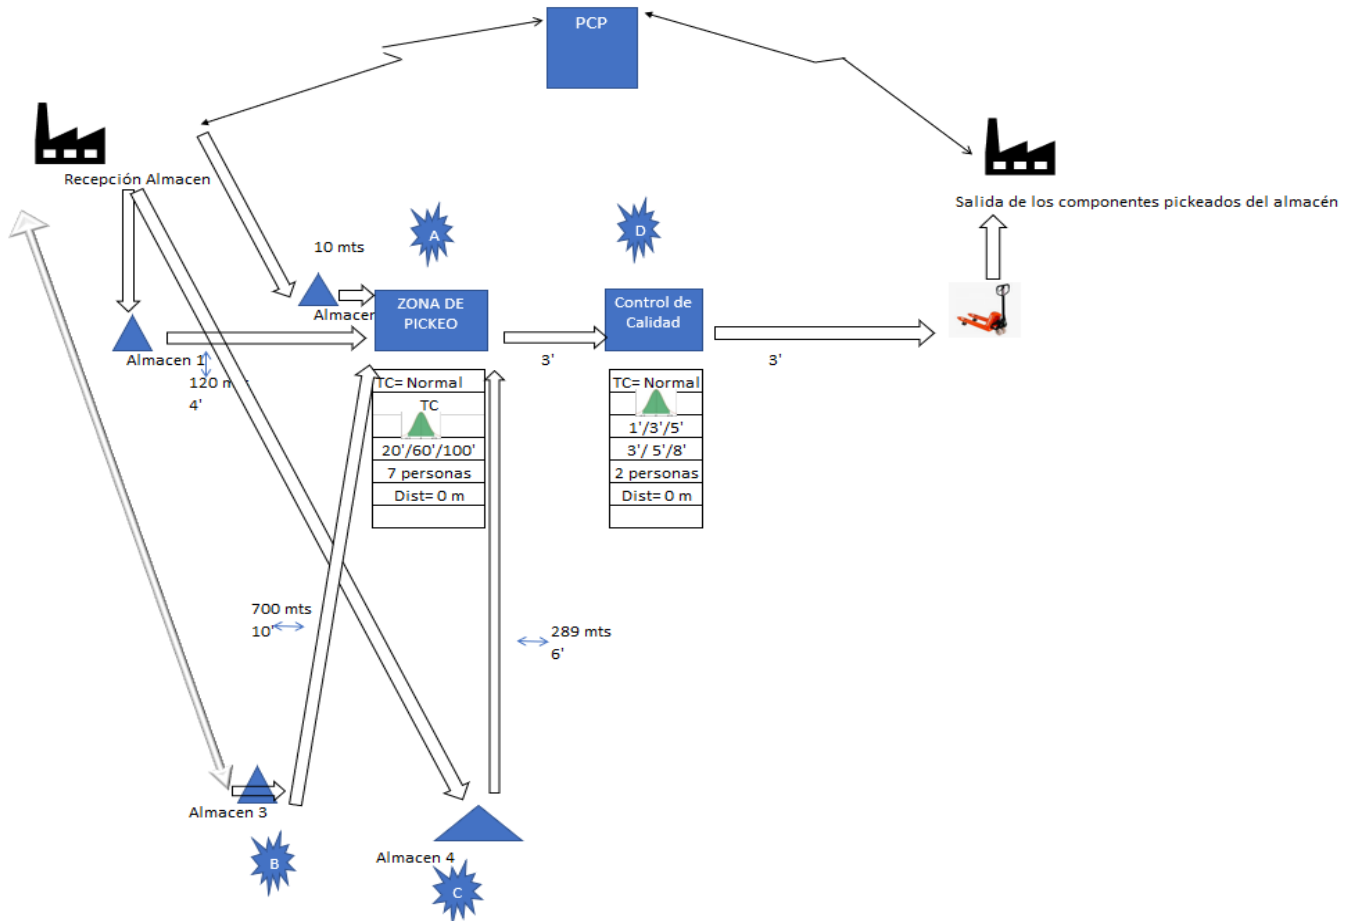 PCP
Recepción Almacen
Salida de los componentes pickeados del almacén
A
D
10 mts
Almacen
ZONA DE
PICKEO
Control de
Calidad
Almacen 1
120 m
4'
3'
3'
TC= Normal
TC
20'/60'/100'
7 personas
Dist= 0 m
TC= Normal
1'/3'/5'
3'/ 5'/8'
2 personas
Dist= 0 m
700 mts
10'
289 mts
6'
Almacen 3
B
Almacen 4
C